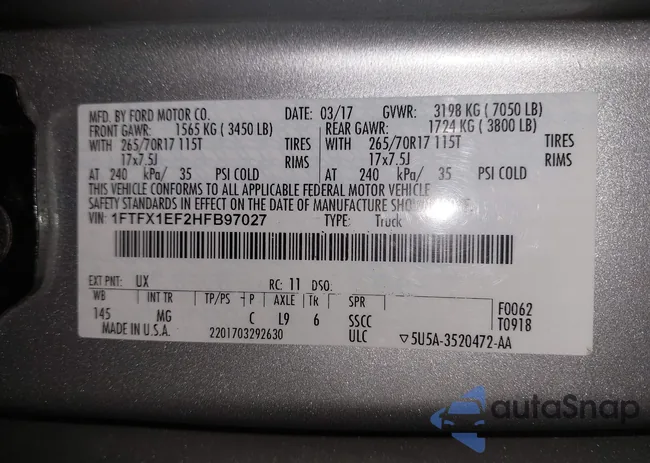 MFD. BY FORD MOTOR CO. DATE: 03/17 GVWR: 3198 KG ( 7050 LB)
FRONT GAWR: 1565 KG ( 3450 LB) REAR GAWR: 1724 KG ( 3800 LB)
WITH 265/70R17 115T TIRES WITH 265/70R17 115T TIRES
17x7.5J RIMS 17x7.5J RIMS
AT 240 kPa/ 35 PSI COLD AT 240 kPa/ 35 PSI COLD
THIS VEHICLE CONFORMS TO ALL APPLICABLE FEDERAL MOTOR VEHICLE
SAFETY STANDARDS IN EFFECT ON THE DATE OF MANUFACTURE SHOWN
VIN: 1FTFX1EF2HFB97027 TYPE: Truck
EXT PNT: UX RC: 11 DSO:
WB INT TR TP/PS P AXLE TR SPR F0062
145 MG C L9 6 SSCC T0918
MADE IN U.S.A. 2201703292630 ULC ▽5U5A-3520472-AA
autoSnap